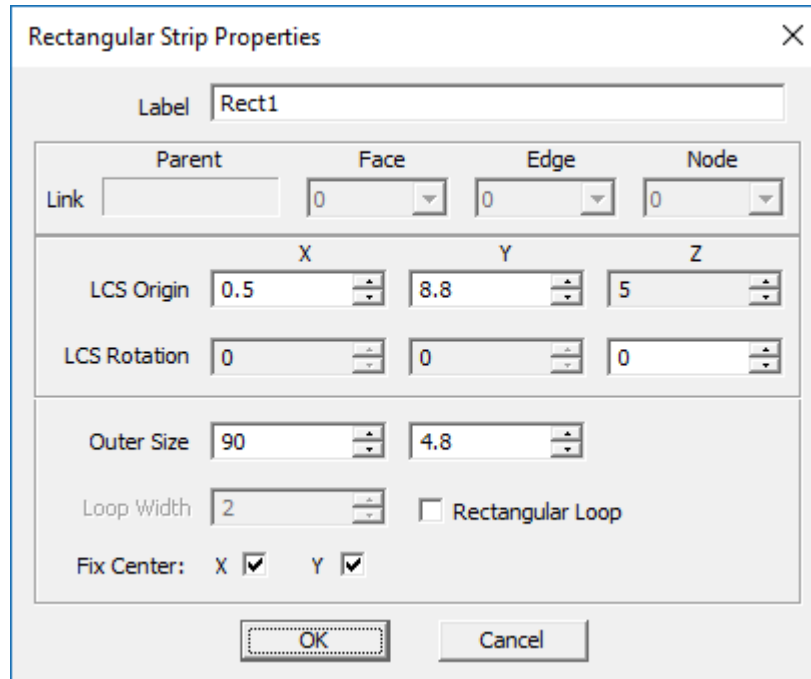 Rectangular Strip Properties
Label Rect1
Parent Face Edge Node
Link 0 0 0
X Y Z
LCS Origin 0.5 8.8 5
LCS Rotation 0 0 0
Outer Size 90 4.8
Loop Width 2 Rectangular Loop
Fix Center: X Y
OK Cancel